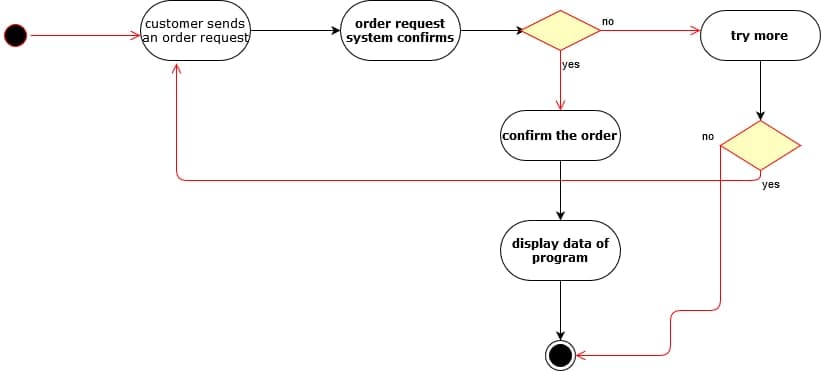 customer sends
an order request
order request
system confirms
no
try more
yes
confirm the order
no
yes
display data of
program